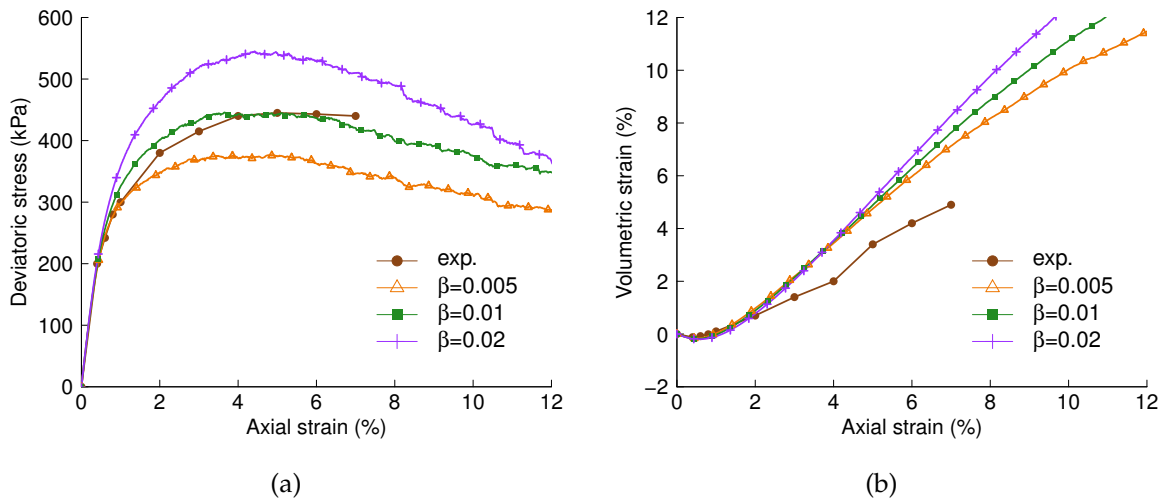 600
500
400
300
200
100
0
0 2 4 6 8 10 12
Deviatoric stress (kPa)
Axial strain (%)
exp.
β=0.005
β=0.01
β=0.02
(a)
12
10
8
6
4
2
0
−2
0 2 4 6 8 10 12
Volumetric strain (%)
Axial strain (%)
exp.
β=0.005
β=0.01
β=0.02
(b)